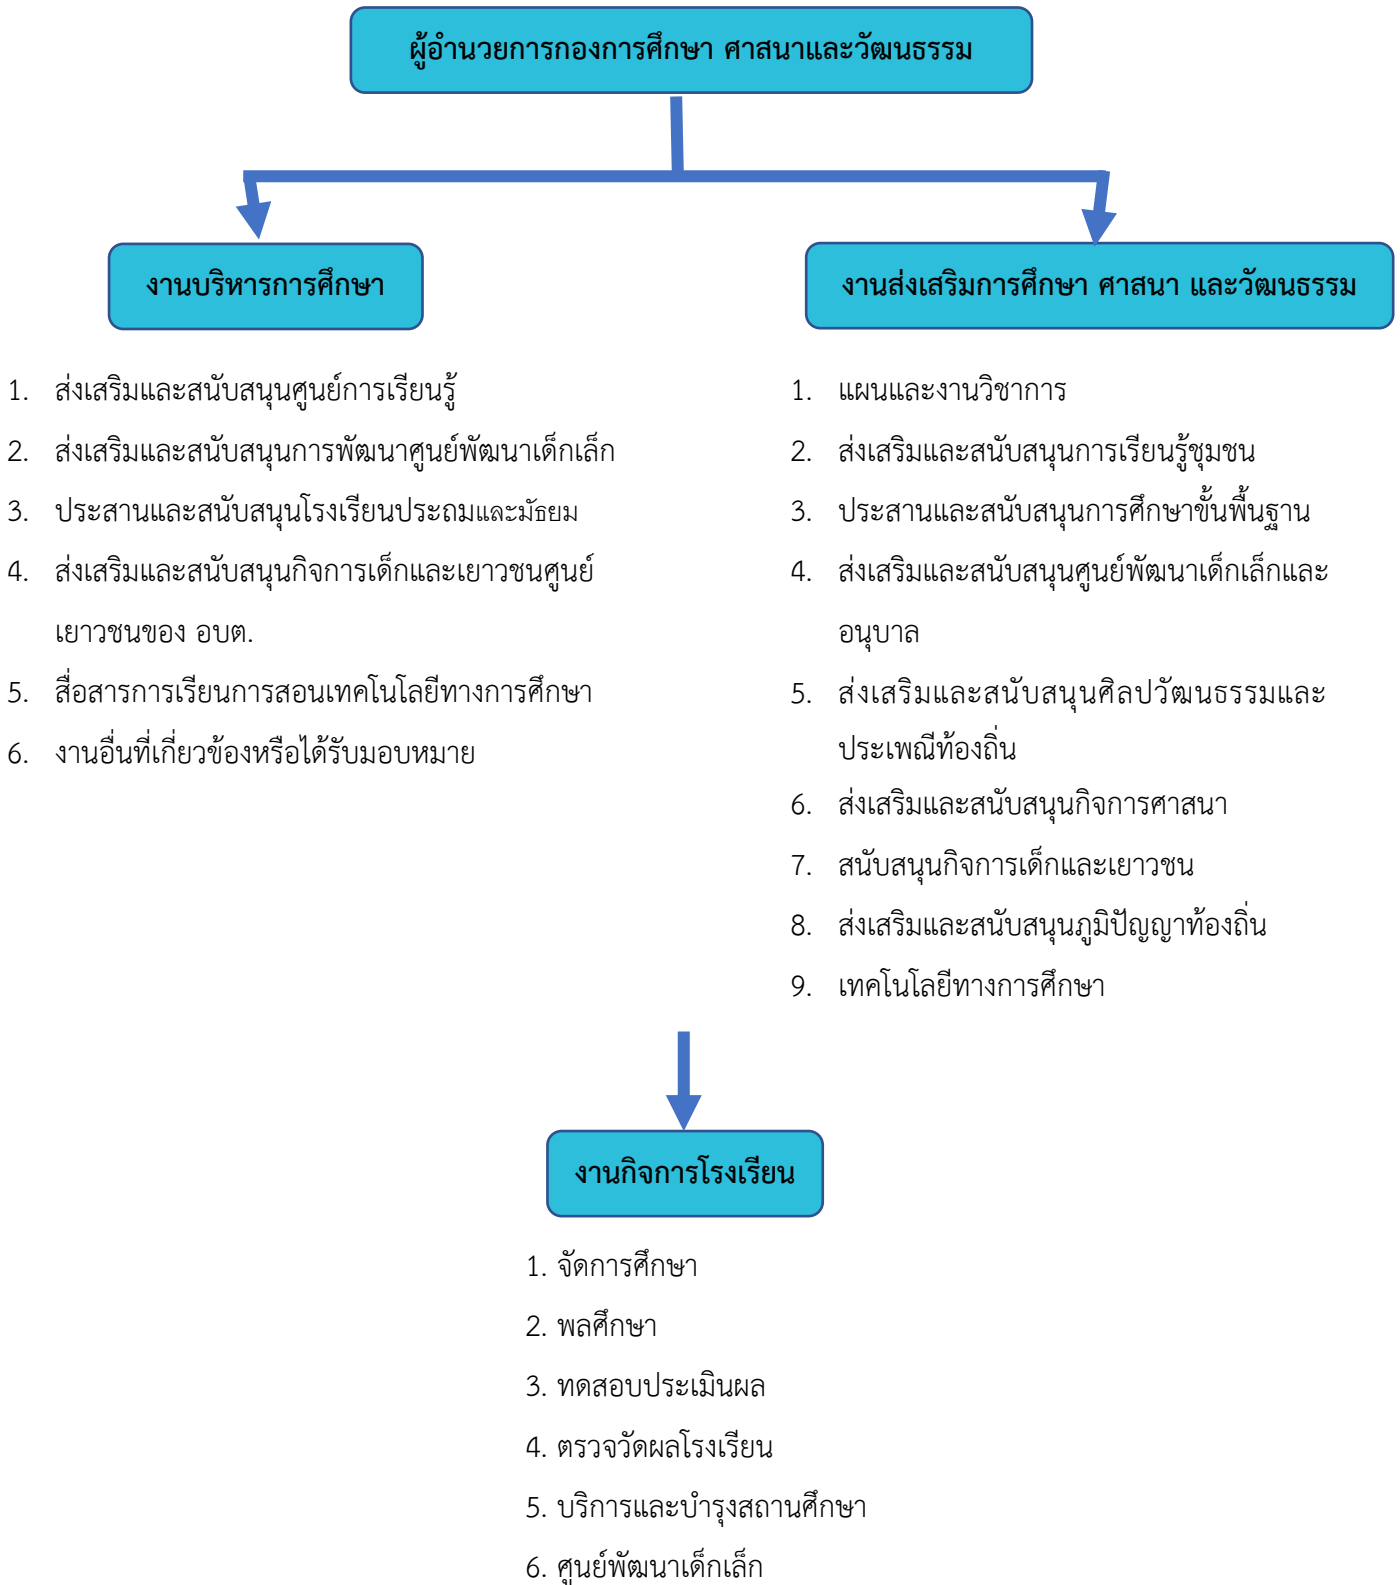 ผู้อำนวยการกองการศึกษา ศาสนาและวัฒนธรรม
งานบริหารการศึกษา
1. ส่งเสริมและสนับสนุนศูนย์การเรียนรู้
2. ส่งเสริมและสนับสนุนการพัฒนาศูนย์พัฒนาเด็กเล็ก
3. ประสานและสนับสนุนโรงเรียนประถมและมัธยม
4. ส่งเสริมและสนับสนุนกิจการเด็กและเยาวชนศูนย์
เยาวชนของ อบต.
5. สื่อสารการเรียนการสอนเทคโนโลยีทางการศึกษา
6. งานอื่นที่เกี่ยวข้องหรือได้รับมอบหมาย
งานส่งเสริมการศึกษา ศาสนา และวัฒนธรรม
1. แผนและงานวิชาการ
2. ส่งเสริมและสนับสนุนการเรียนรู้ชุมชน
3. ประสานและสนับสนุนการศึกษาขั้นพื้นฐาน
4. ส่งเสริมและสนับสนุนศูนย์พัฒนาเด็กเล็กและ
อนุบาล
5. ส่งเสริมและสนับสนุนศิลปวัฒนธรรมและ
ประเพณีท้องถิ่น
6. ส่งเสริมและสนับสนุนกิจการศาสนา
7. สนับสนุนกิจการเด็กและเยาวชน
8. ส่งเสริมและสนับสนุนภูมิปัญญาท้องถิ่น
9. เทคโนโลยีทางการศึกษา
งานกิจการโรงเรียน
1. จัดการศึกษา
2. พลศึกษา
3. ทดสอบประเมินผล
4. ตรวจวัดผลโรงเรียน
5. บริการและบำรุงสถานศึกษา
6. ศูนย์พัฒนาเด็กเล็ก